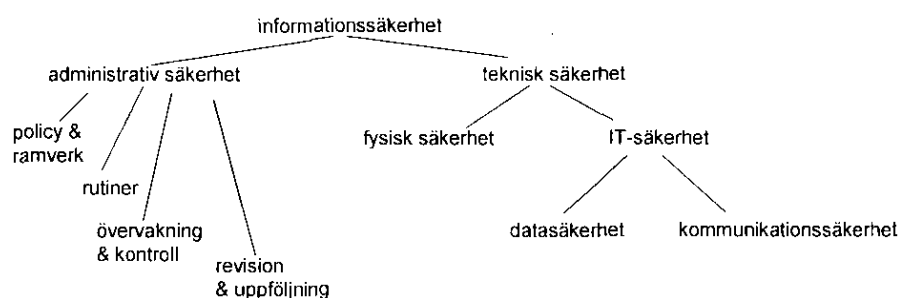 informationssäkerhet
administrativ säkerhet
teknisk säkerhet
policy &
ramverk
fysisk säkerhet
IT-säkerhet
rutiner
övervakning
& kontroll
datasäkerhet
kommunikationssäkerhet
revision
& uppföljning